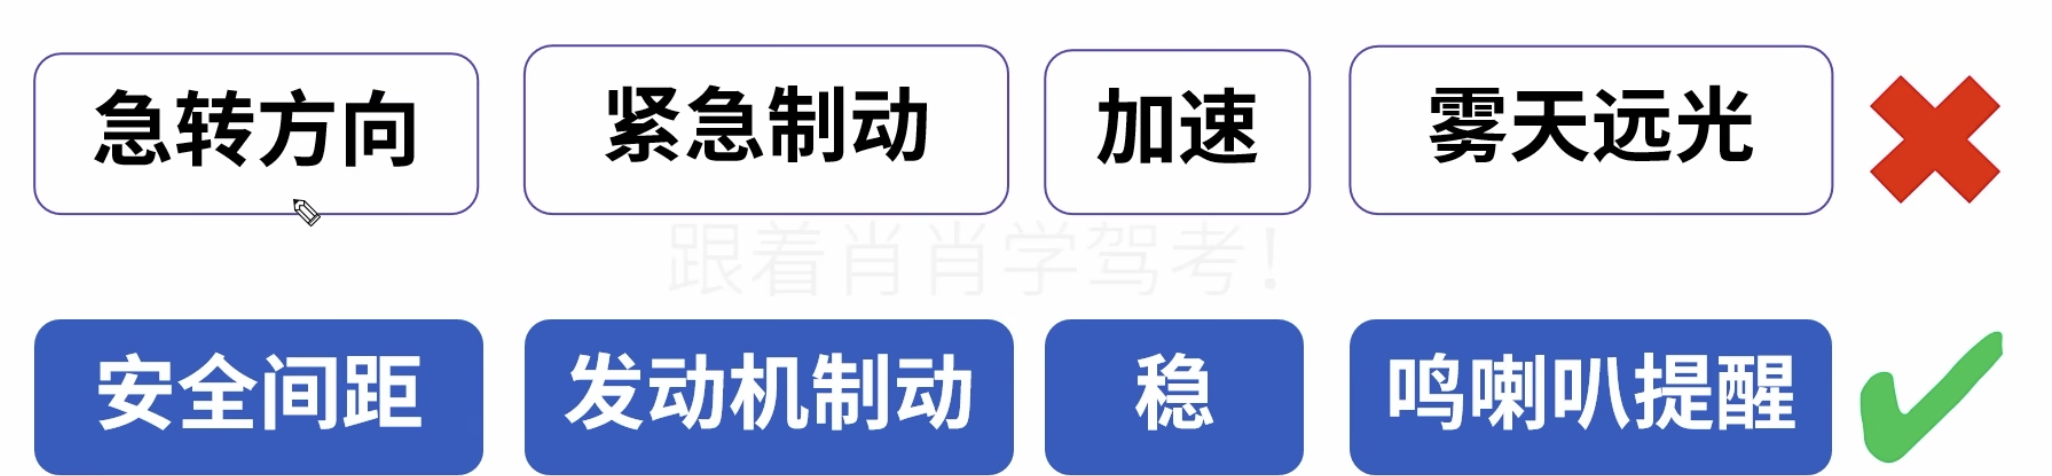 急转方向 紧急制动 加速 雾天远光
跟着肖肖学驾考！
安全间距 发动机制动 稳 鸣喇叭提醒